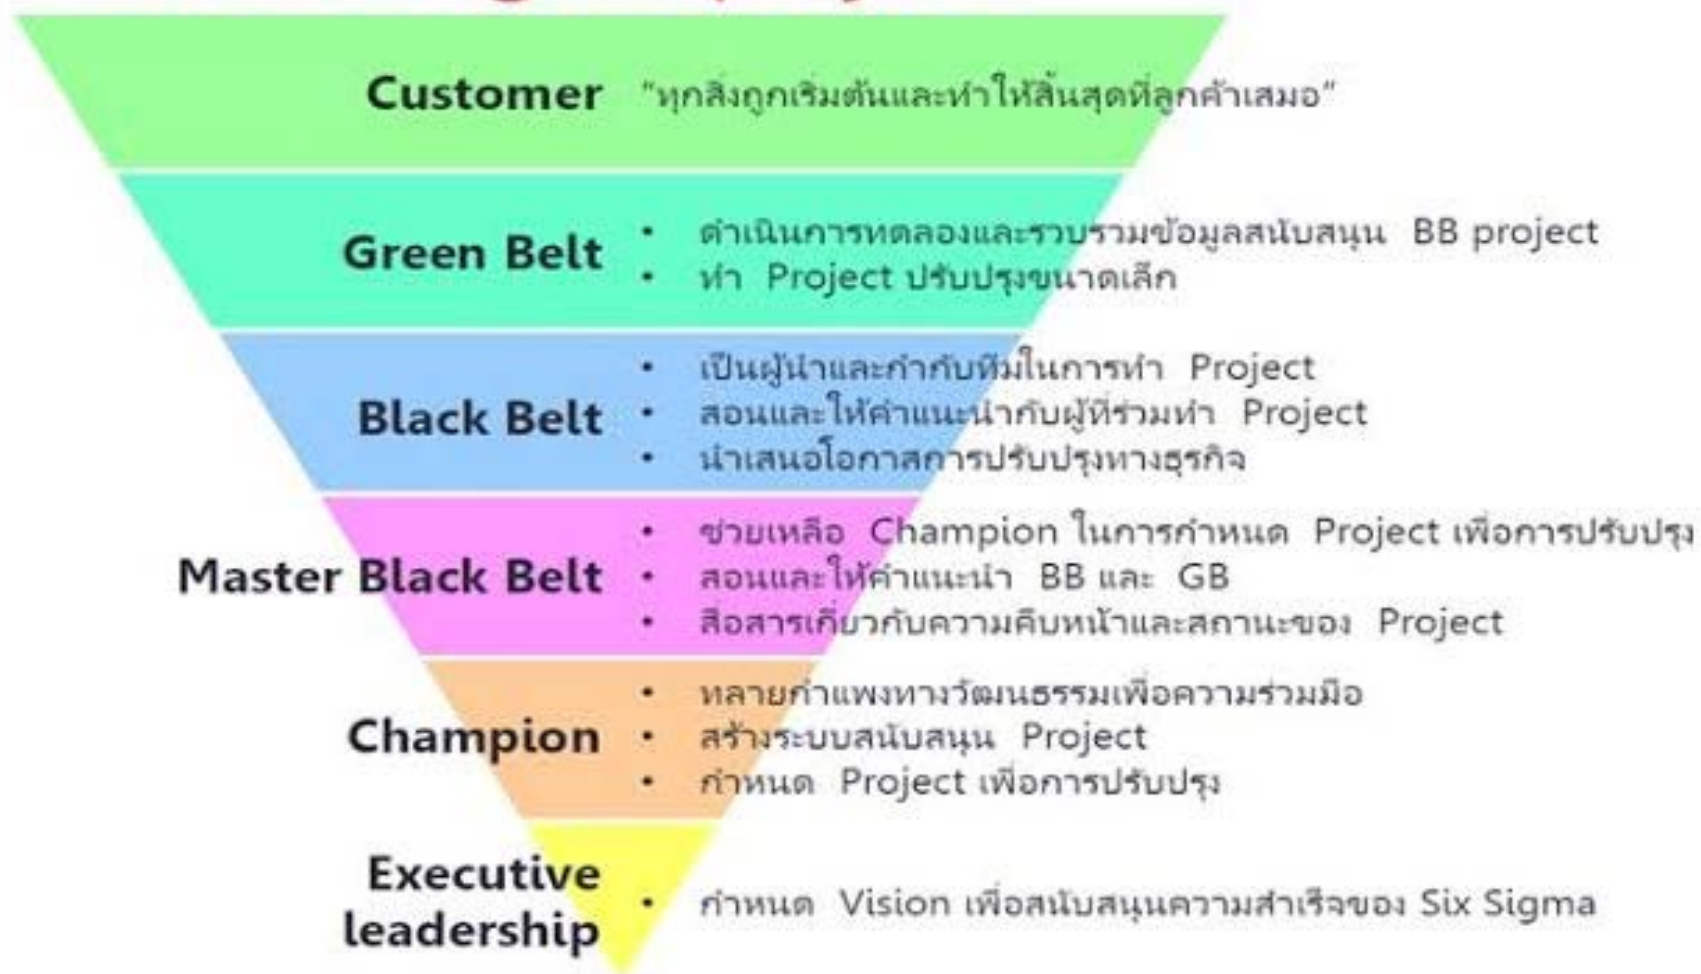 Customer "ทุกสิ่งถูกเริ่มต้นและทำให้สิ้นสุดที่ลูกค้าเสมอ"
Green Belt
• ดำเนินการทดลองและรวบรวมข้อมูลสนับสนุน BB project
• ทำ Project ปรับปรุงขนาดเล็ก
Black Belt
• เป็นผู้นำและกำกับทีมในการทำ Project
• สอนและให้คำแนะนำกับผู้ที่ร่วมทำ Project
• นำเสนอโอกาสการปรับปรุงทางธุรกิจ
Master Black Belt
• ช่วยเหลือ Champion ในการกำหนด Project เพื่อการปรับปรุง
• สอนและให้คำแนะนำ BB และ GB
• สื่อสารเกี่ยวกับความคืบหน้าและสถานะของ Project
Champion
• ทลายกำแพงทางวัฒนธรรมเพื่อความร่วมมือ
• สร้างระบบสนับสนุน Project
• กำหนด Project เพื่อการปรับปรุง
Executive
leadership
• กำหนด Vision เพื่อสนับสนุนความสำเร็จของ Six Sigma